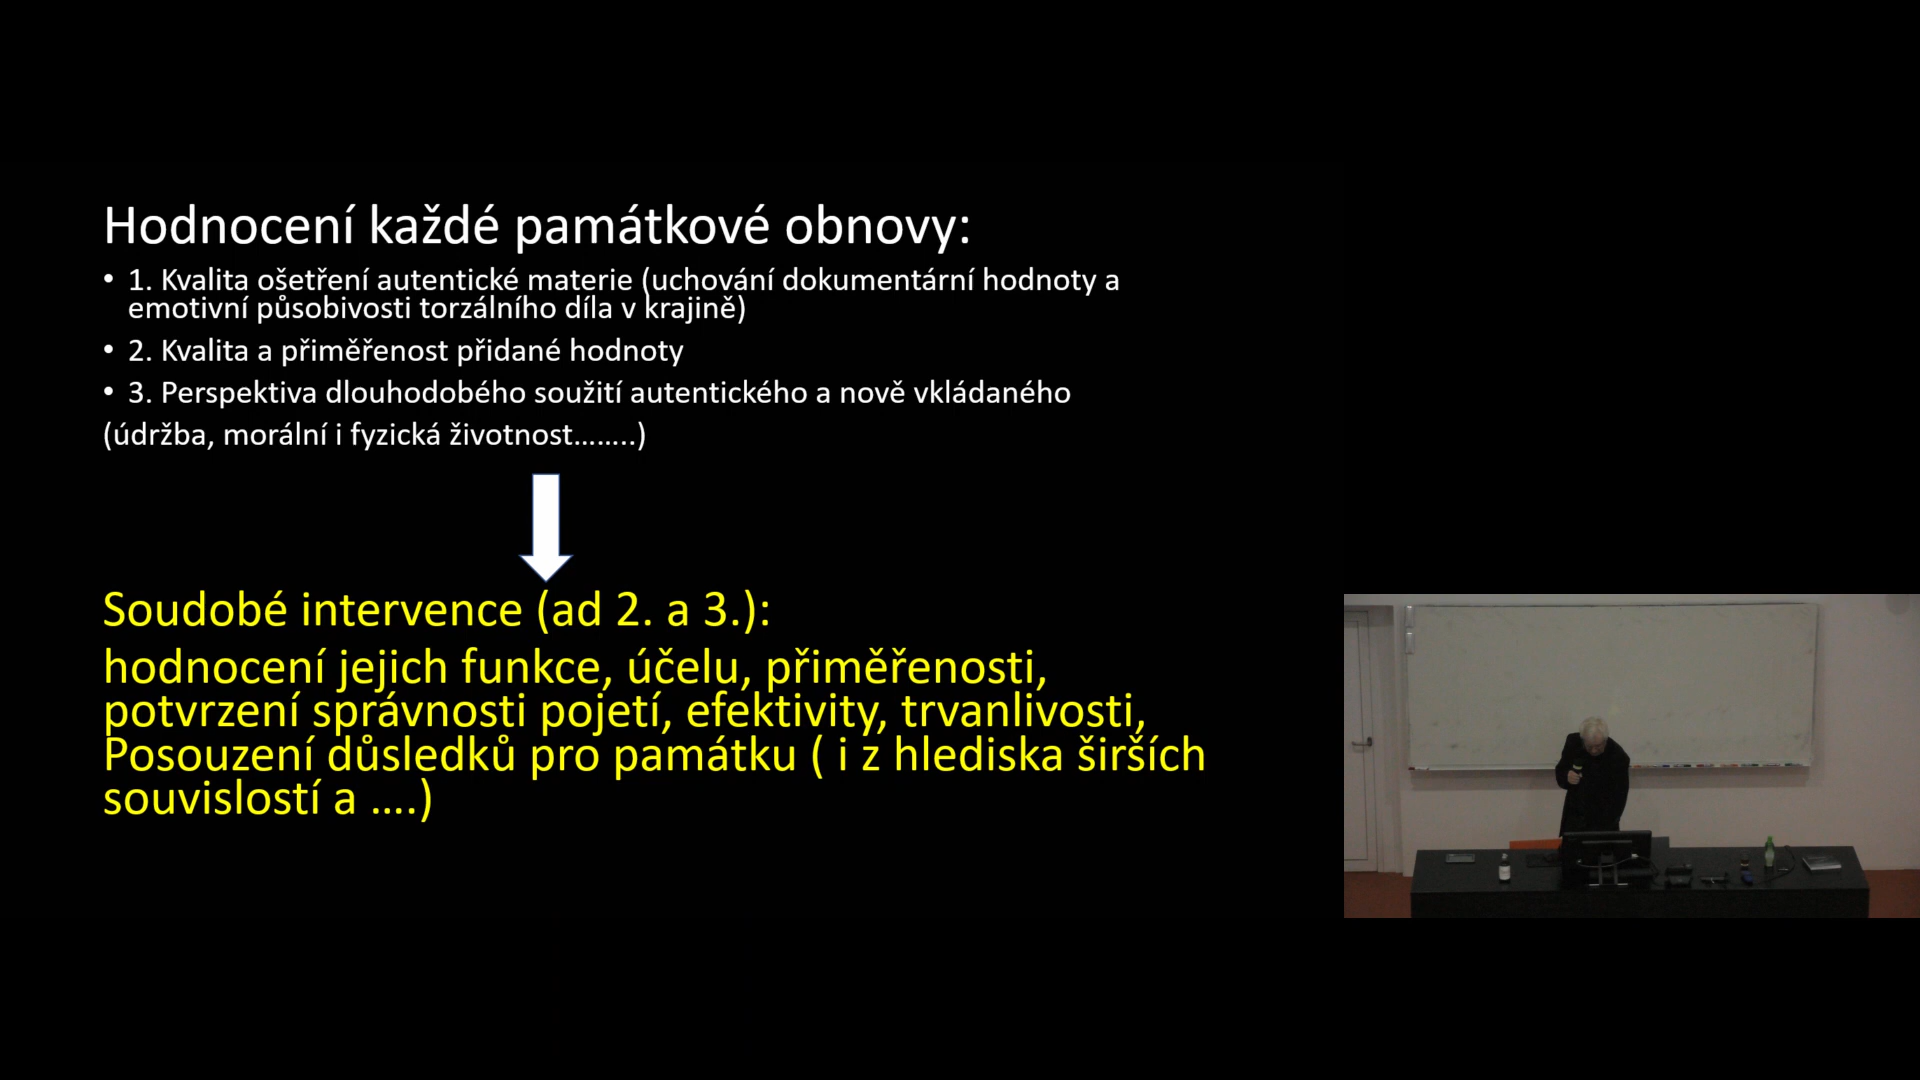 Hodnocení každé památkové obnovy:
• 1. Kvalita ošetření autentické materie (uchování dokumentární hodnoty a
emotivní působivosti torzálního díla v krajině)
• 2. Kvalita a přiměřenost přidané hodnoty
• 3. Perspektiva dlouhodobého soužití autentického a nově vkládaného
(údržba, morální i fyzická životnost……..)
Soudobé intervence (ad 2. a 3.):
hodnocení jejich funkce, účelu, přiměřenosti,
potvrzení správnosti pojetí, efektivity, trvanlivosti,
Posouzení důsledků pro památku ( i z hlediska širších
souvislostí a ….)